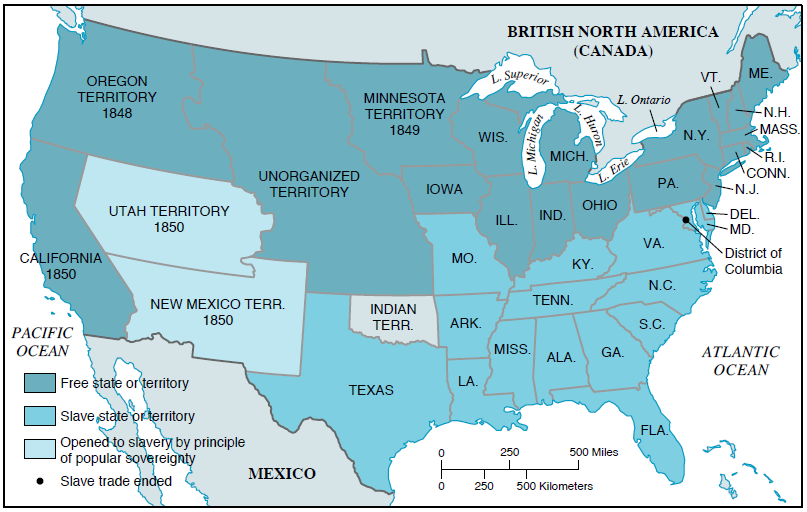 BRITISH NORTH AMERICA
(CANADA)
OREGON
TERRITORY
1848
MINNESOTA
TERRITORY
1849
L. Superior
L. Michigan
L. Huron
L. Ontario
L. Erie
VT.
ME.
N.H.
MASS.
R.I.
CONN.
N.J.
DEL.
MD.
District of
Columbia
WIS.
MICH.
N.Y.
PA.
UNORGANIZED
TERRITORY
IOWA
ILL.
IND.
OHIO
UTAH TERRITORY
1850
CALIFORNIA
1850
NEW MEXICO TERR.
1850
INDIAN
TERR.
MO.
KY.
VA.
N.C.
TENN.
S.C.
ARK.
MISS.
ALA.
GA.
LA.
TEXAS
FLA.
PACIFIC
OCEAN
ATLANTIC
OCEAN
MEXICO
Free state or territory
Slave state or territory
Opened to slavery by principle
of popular sovereignty
Slave trade ended
0 250 500 Miles
0 250 500 Kilometers